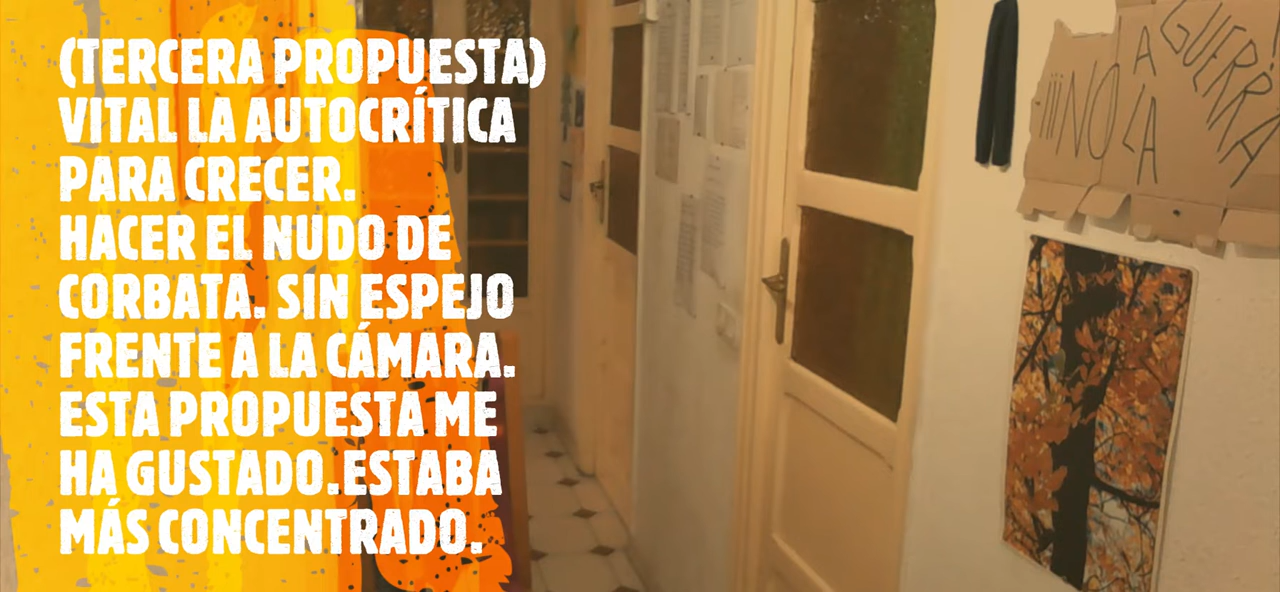 (TERCERA PROPUESTA)
VITAL LA AUTOCRÍTICA
PARA CRECER.
HACER EL NUDO DE
CORBATA. SIN ESPEJO
FRENTE A LA CÁMARA.
ESTA PROPUESTA ME
HA GUSTADO.ESTABA
MÁS CONCENTRADO.
¡¡¡NO A LA GUERRA!